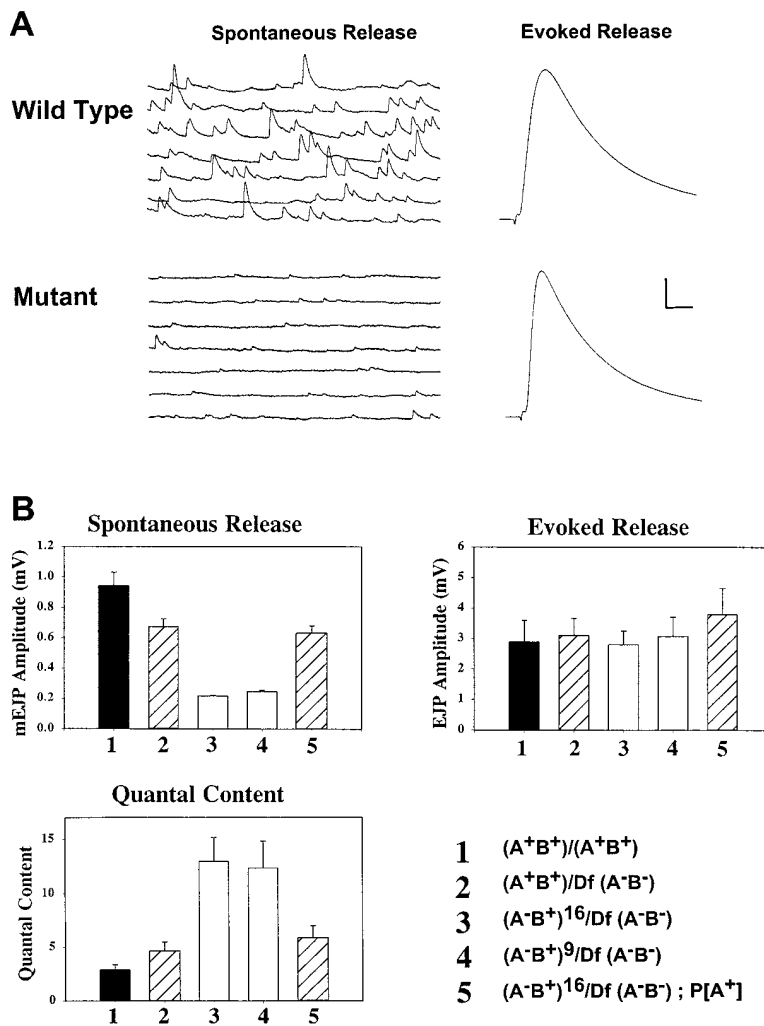 A
Spontaneous Release
Evoked Release
Wild Type
Mutant
B
Spontaneous Release
mEJP Amplitude (mV)
1.2
1.0
0.8
0.6
0.4
0.2
0.0
1 2 3 4 5
Evoked Release
EJP Amplitude (mV)
6
5
4
3
2
1
0
1 2 3 4 5
Quantal Content
Quantal Content
15
10
5
0
1 2 3 4 5
1 (A⁺B⁺)/(A⁺B⁺)
2 (A⁺B⁺)/Df (A⁻B⁻)
3 (A⁻B⁺)¹⁶/Df (A⁻B⁻)
4 (A⁻B⁺)⁹/Df (A⁻B⁻)
5 (A⁻B⁺)¹⁶/Df (A⁻B⁻) ; P[A⁺]